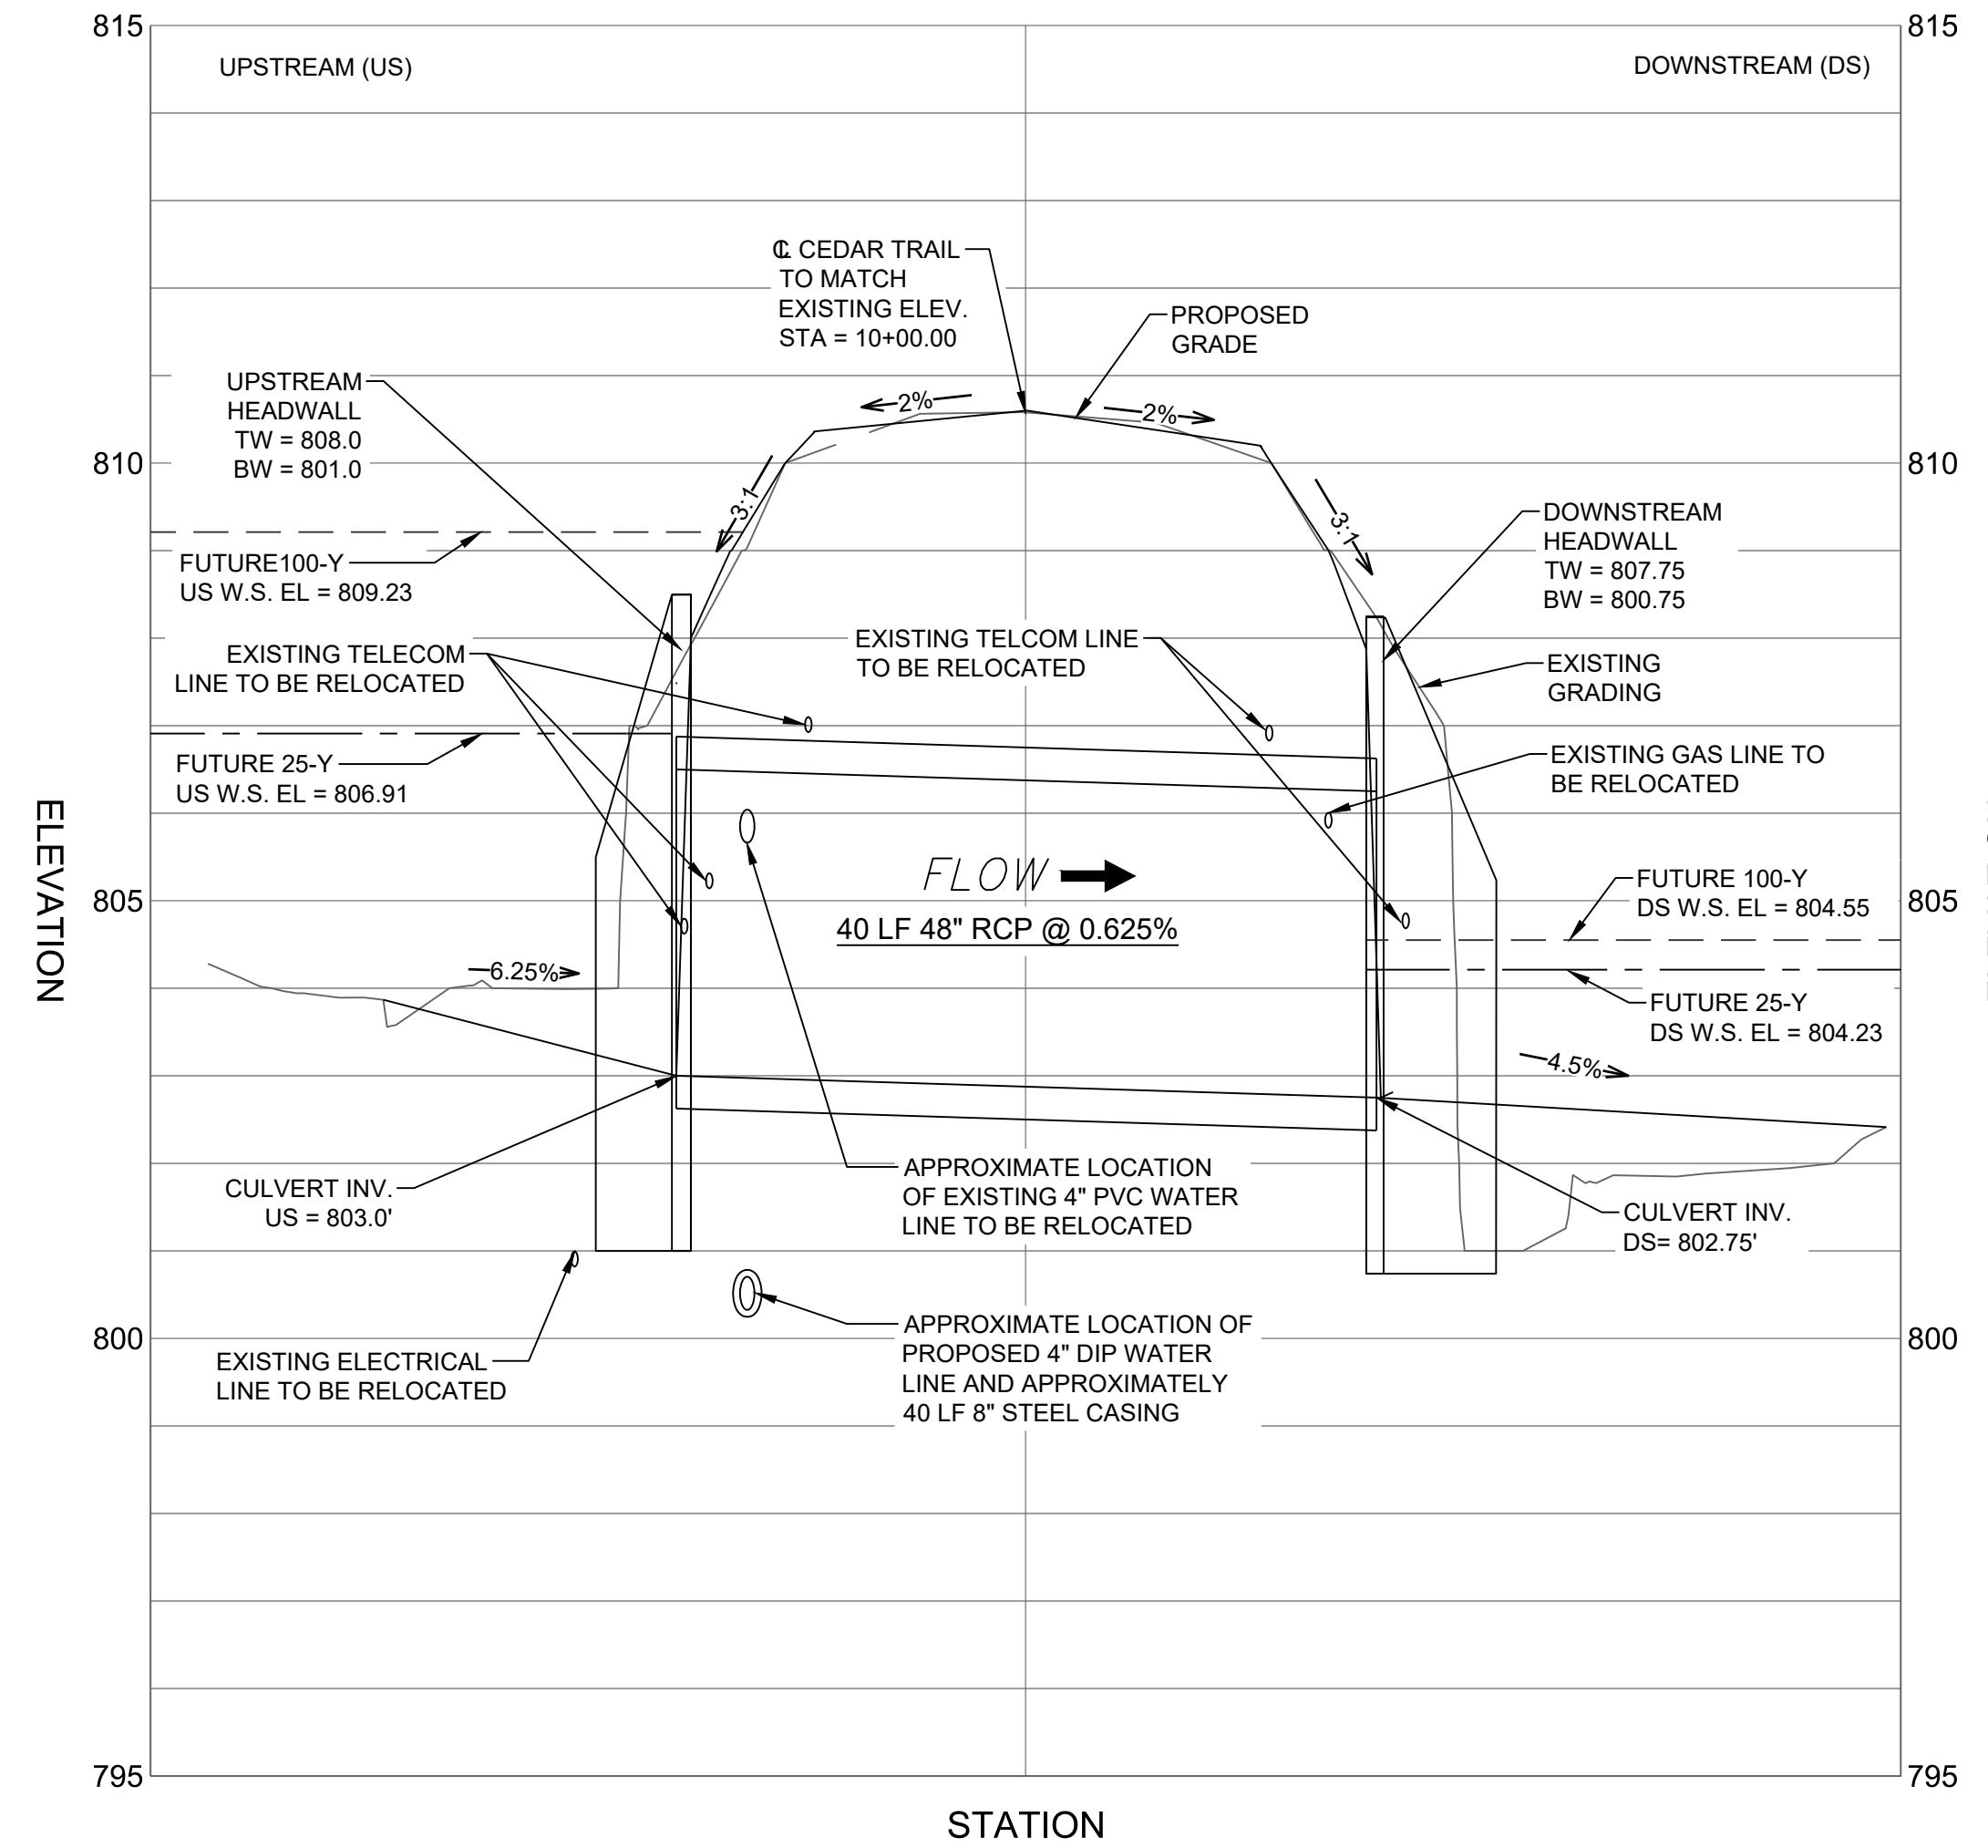 815
815
UPSTREAM (US)
DOWNSTREAM (DS)
℄ CEDAR TRAIL
TO MATCH
EXISTING ELEV.
STA = 10+00.00
PROPOSED
GRADE
UPSTREAM
HEADWALL
TW = 808.0
BW = 801.0
2%
2%
810
810
3:1
3:1
DOWNSTREAM
HEADWALL
TW = 807.75
BW = 800.75
FUTURE100-Y
US W.S. EL = 809.23
EXISTING TELECOM
LINE TO BE RELOCATED
EXISTING TELCOM LINE
TO BE RELOCATED
EXISTING
GRADING
FUTURE 25-Y
US W.S. EL = 806.91
EXISTING GAS LINE TO
BE RELOCATED
ELEVATION
FLOW
40 LF 48" RCP @ 0.625%
805
805
FUTURE 100-Y
DS W.S. EL = 804.55
6.25%
FUTURE 25-Y
DS W.S. EL = 804.23
4.5%
CULVERT INV.
US = 803.0'
APPROXIMATE LOCATION
OF EXISTING 4" PVC WATER
LINE TO BE RELOCATED
CULVERT INV.
DS= 802.75'
EXISTING ELECTRICAL
LINE TO BE RELOCATED
APPROXIMATE LOCATION OF
PROPOSED 4" DIP WATER
LINE AND APPROXIMATELY
40 LF 8" STEEL CASING
800
800
795
795
STATION